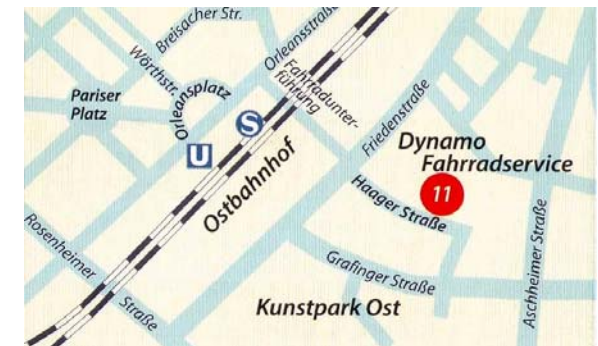 Breisacher Str.
Orleansstraße
Wörthstr.
Fahrradunter-
führung
Pariser
Platz
Orleansplatz
S
U
Friedenstraße
Dynamo
Fahrradservice
11
Ostbahnhof
Haager Straße
Rosenheimer
Straße
Grafinger Straße
Aschheimer Straße
Kunstpark Ost